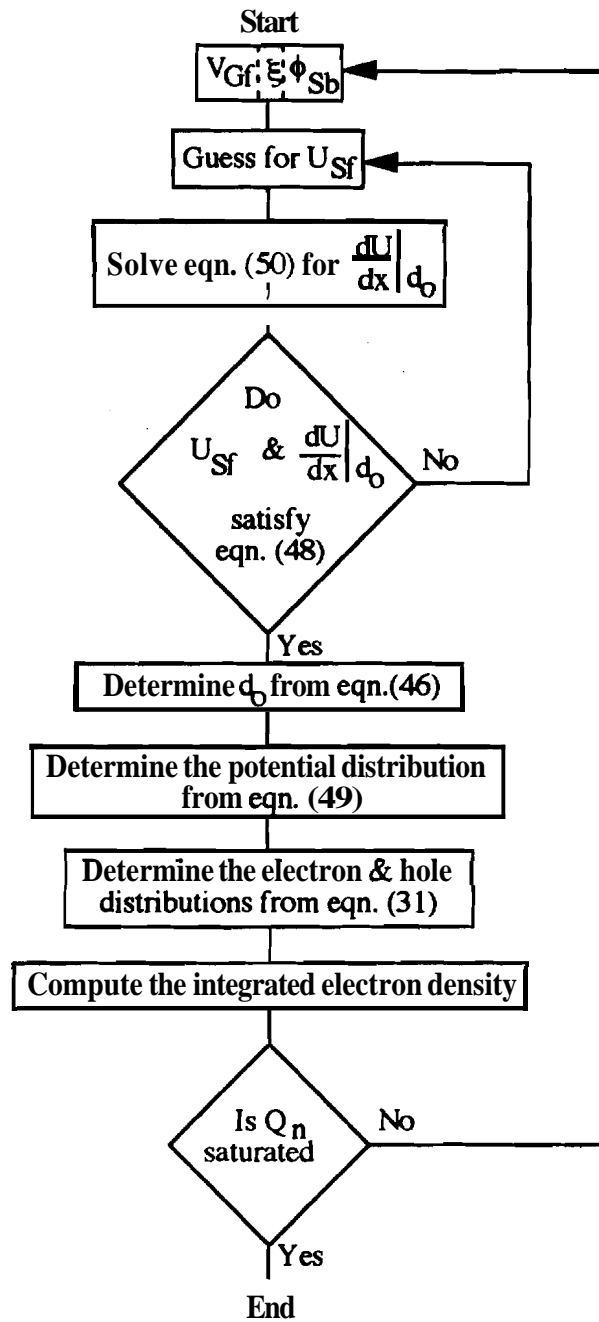 Start
V_Gf ξ ϕ_Sb
Guess for U_Sf
Solve eqn. (50) for dU/dx|d_o
Do
U_Sf & dU/dx|d_o
satisfy
eqn. (48)
No
Yes
Determine d_o from eqn.(46)
Determine the potential distribution
from eqn. (49)
Determine the electron & hole
distributions from eqn. (31)
Compute the integrated electron density
Is Q_n
saturated
No
Yes
End